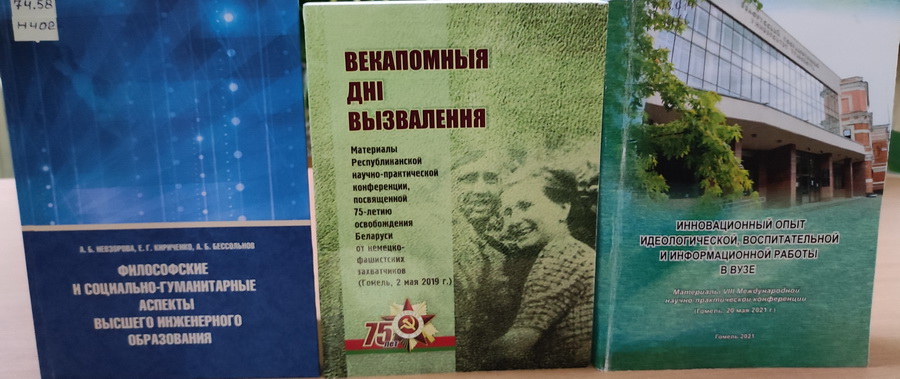 74.58
Н402
А. Б. НЕВЗОРОВА, Е. Г. КИРИЧЕНКО, А. Б. БЕССОЛЬНОВ
ФИЛОСОФСКИЕ
И СОЦИАЛЬНО-ГУМАНИТАРНЫЕ
АСПЕКТЫ
ВЫСШЕГО ИНЖЕНЕРНОГО
ОБРАЗОВАНИЯ
ВЕКАПОМНЫЯ
ДНІ
ВЫЗВАЛЕННЯ
Материалы
Республиканской
научно-практической
конференции,
посвященной
75-летию
освобождения
Беларуси
от немецко-
фашистских
захватчиков
(Гомель, 2 мая 2019 г.)
75
лет
ИННОВАЦИОННЫЙ ОПЫТ
ИДЕОЛОГИЧЕСКОЙ, ВОСПИТАТЕЛЬНОЙ
И ИНФОРМАЦИОННОЙ РАБОТЫ
В ВУЗЕ
Материалы VIII Международной
научно-практической конференции
(Гомель, 20 мая 2021 г.)
Гомель 2021